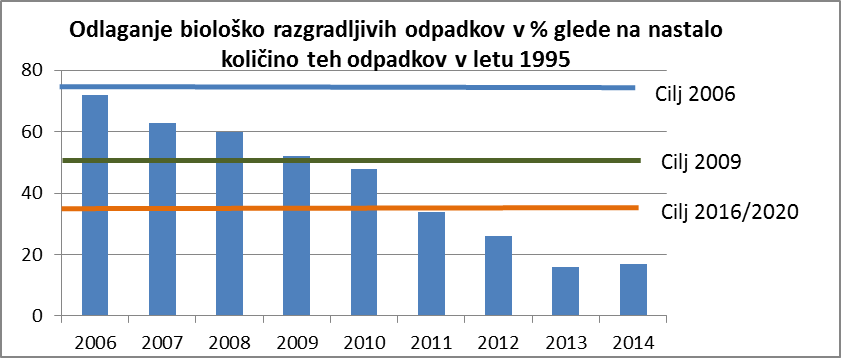 Odlaganje biološko razgradljivih odpadkov v % glede na nastalo
količino teh odpadkov v letu 1995
80
60
40
20
0
Cilj 2006
Cilj 2009
Cilj 2016/2020
2006 2007 2008 2009 2010 2011 2012 2013 2014